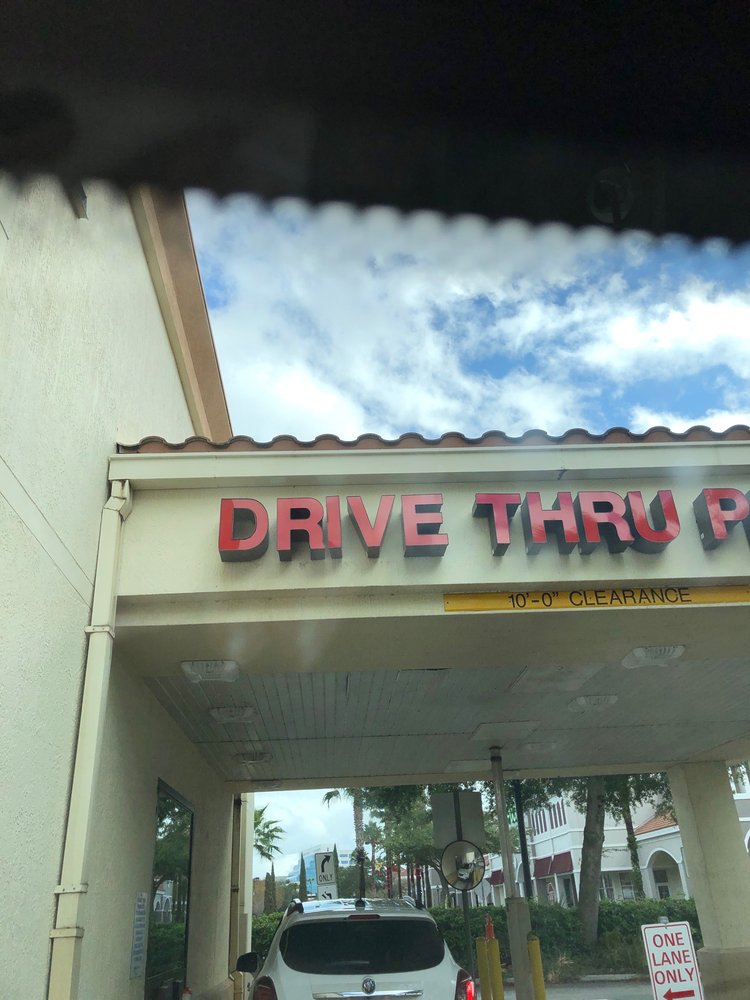 DRIVE THRU P
10'-0" CLEARANCE
ONLY
ONE LANE
ONLY